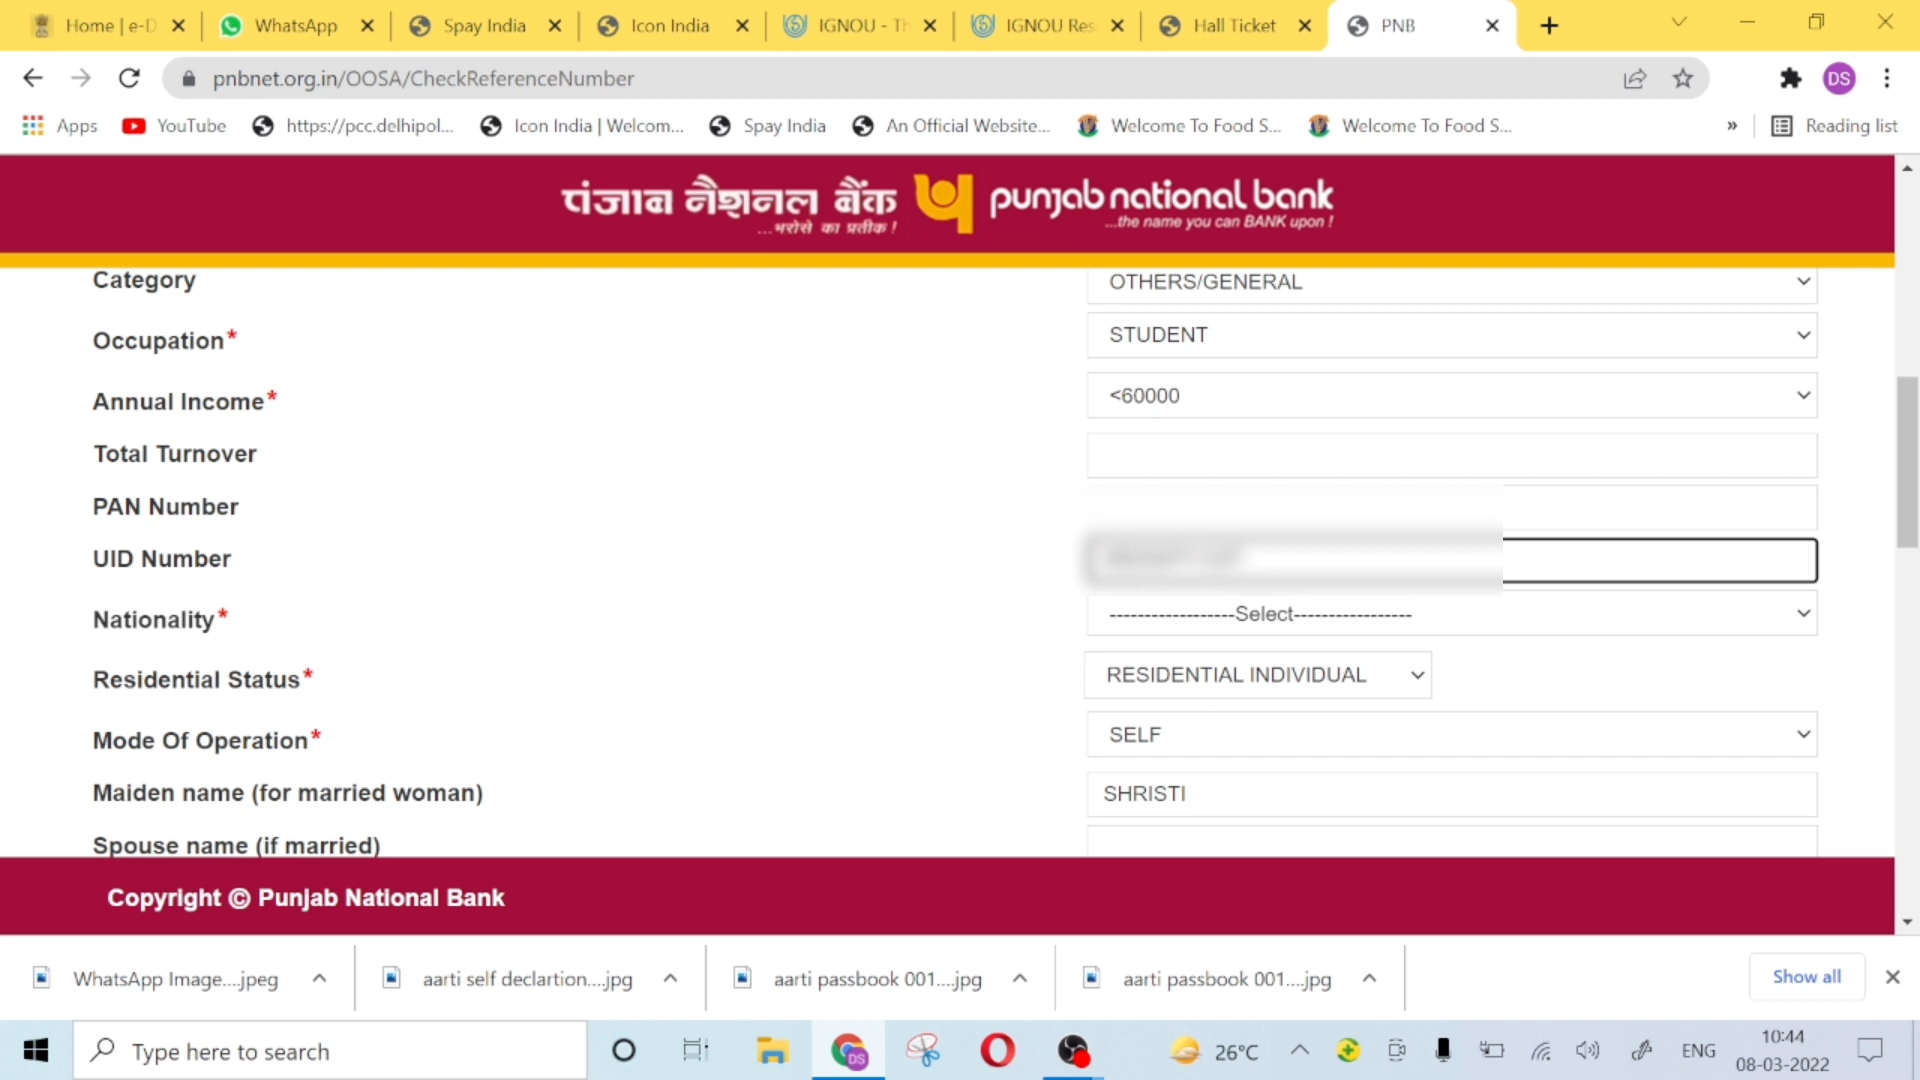 Home | e-D
WhatsApp
Spay India
Icon India
IGNOU - Th
IGNOU Res
Hall Ticket
PNB
pnbnet.org.in/OOSA/CheckReferenceNumber
DS
Apps
YouTube
https://pcc.delhipol...
Icon India | Welcom...
Spay India
An Official Website...
Welcome To Food S...
Welcome To Food S...
»
Reading list
पंजाब नैशनल बैंक
...भरोसे का प्रतीक !
punjab national bank
...the name you can BANK upon !
Category
OTHERS/GENERAL
Occupation*
STUDENT
Annual Income*
<60000
Total Turnover
PAN Number
UID Number
Nationality*
------------------Select-----------------
Residential Status*
RESIDENTIAL INDIVIDUAL
Mode Of Operation*
SELF
Maiden name (for married woman)
SHRISTI
Spouse name (if married)
Copyright © Punjab National Bank
WhatsApp Image....jpeg
aarti self declartion....jpg
aarti passbook 001....jpg
aarti passbook 001....jpg
Show all
Type here to search
DS
26°C
ENG
10:44
08-03-2022